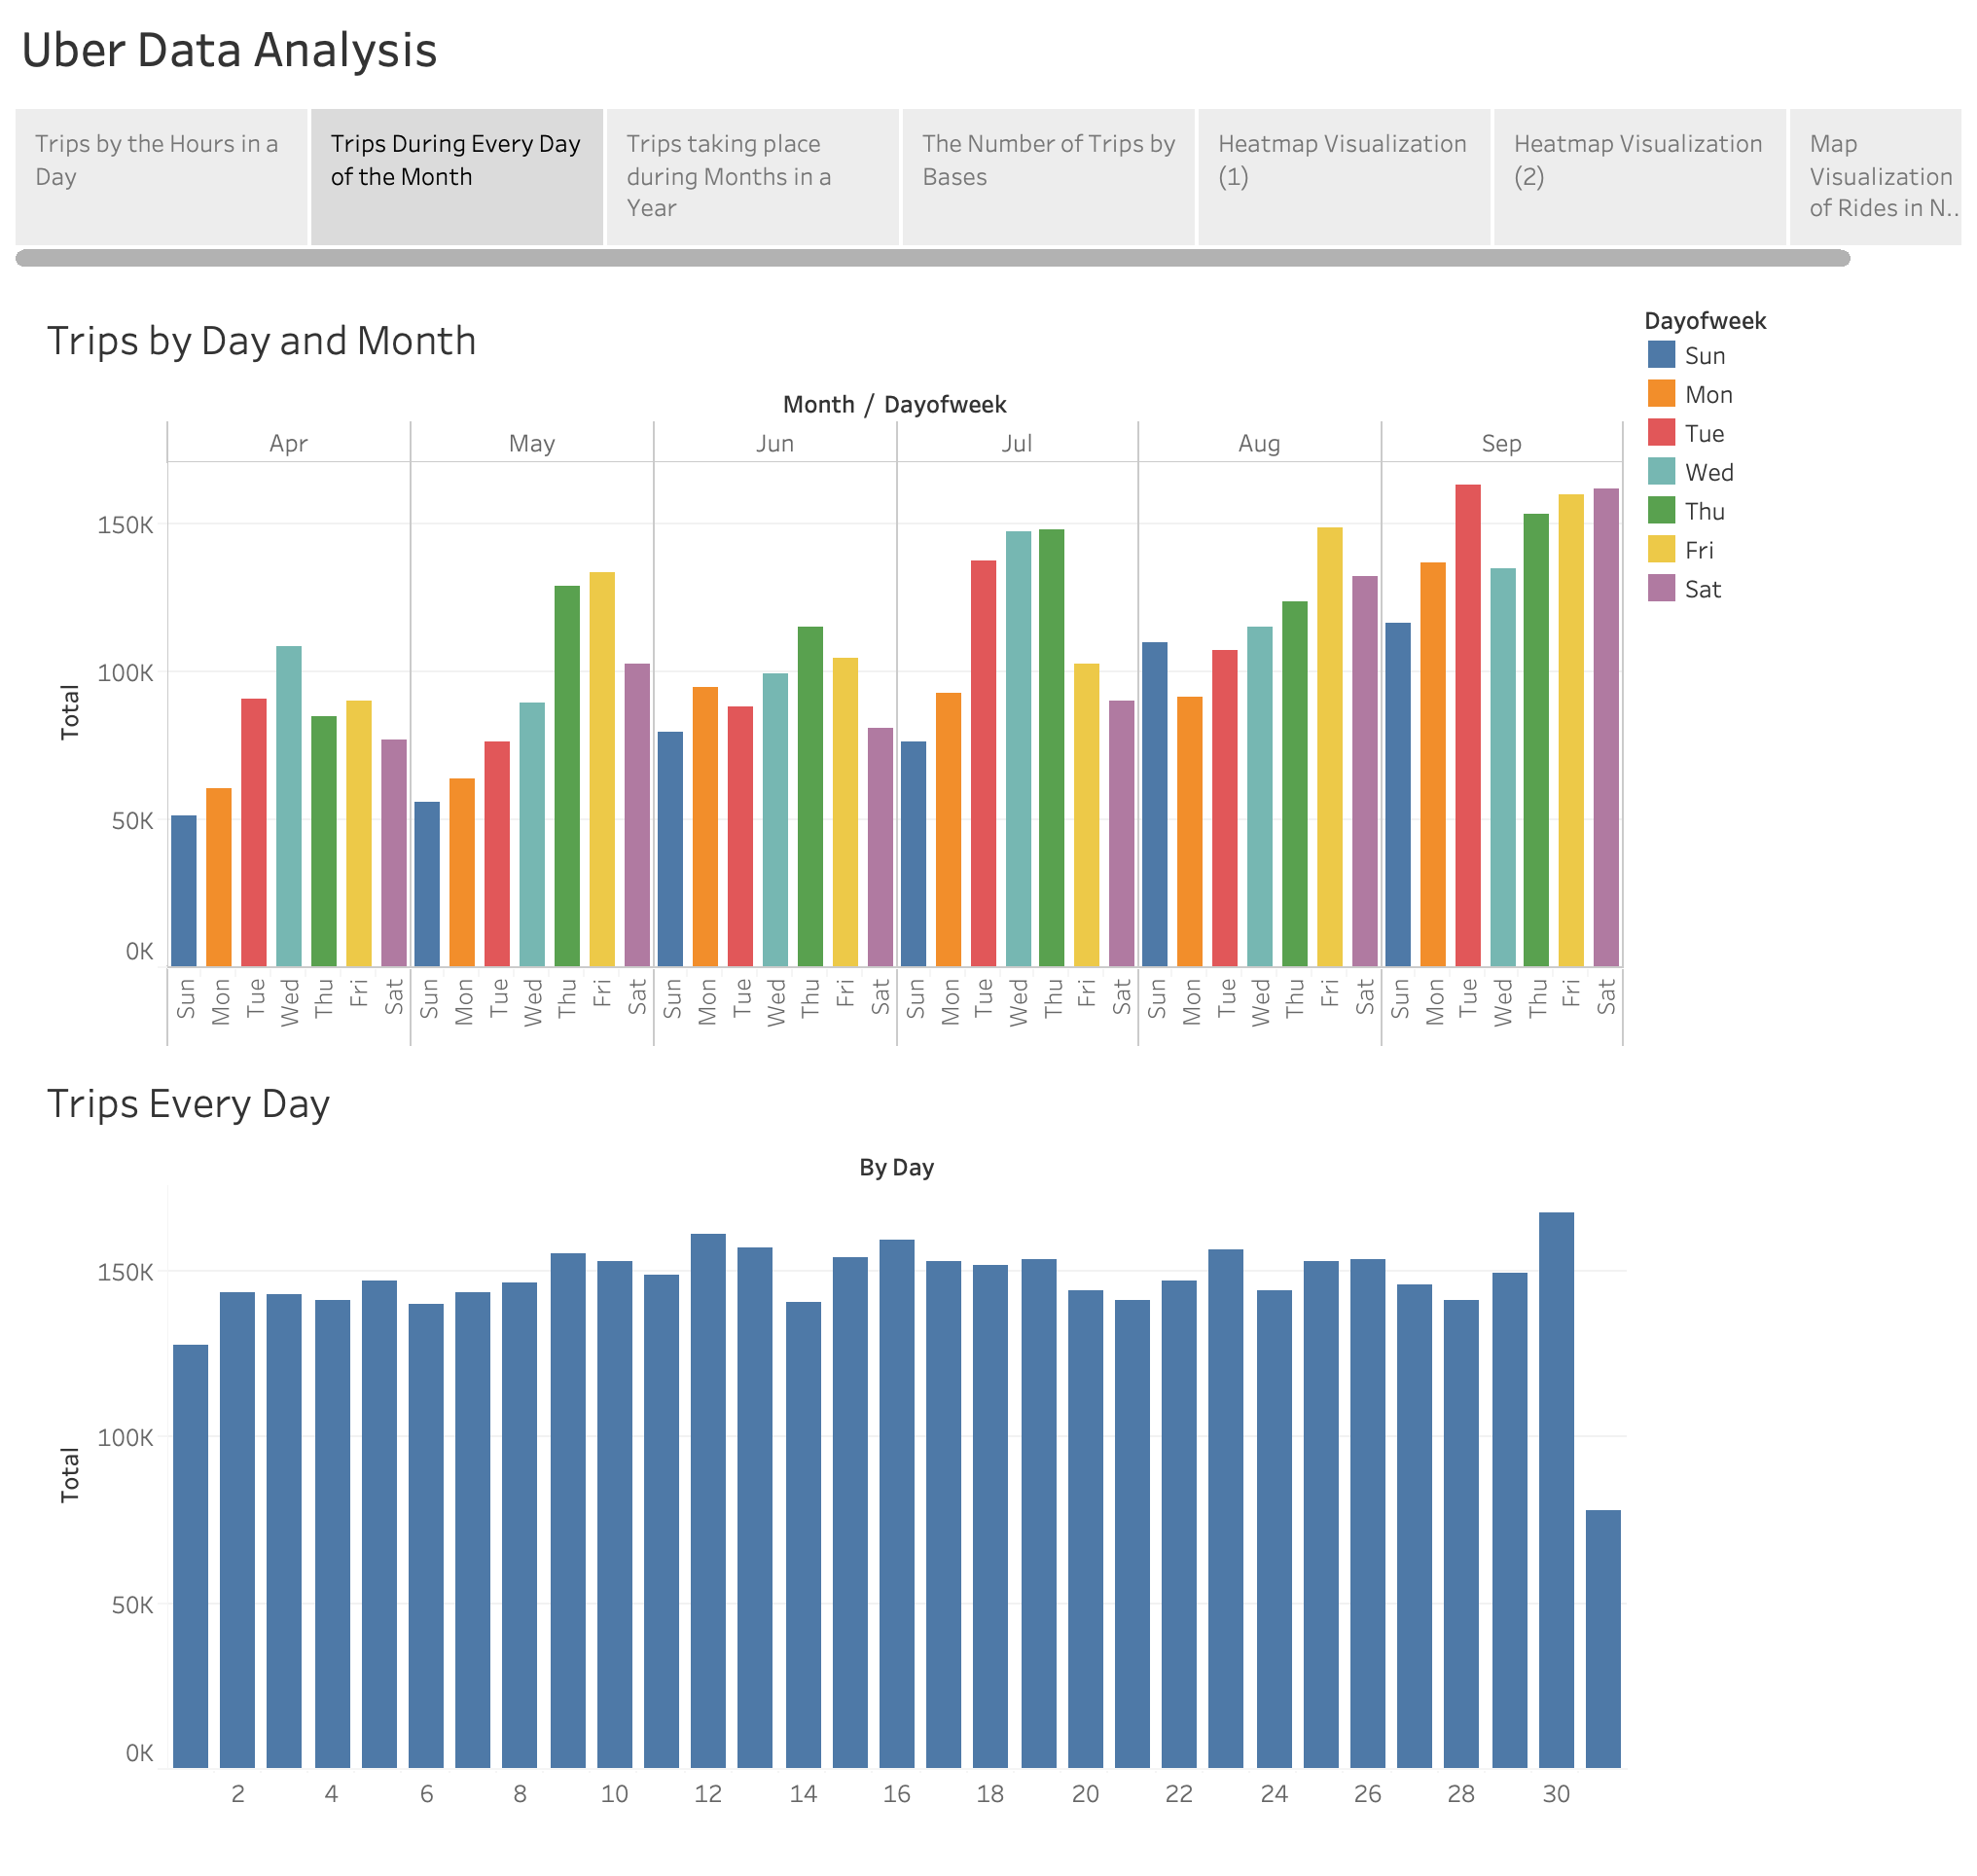 Uber Data Analysis
Trips by the Hours in a
Day
Trips During Every Day
of the Month
Trips taking place
during Months in a
Year
The Number of Trips by
Bases
Heatmap Visualization
(1)
Heatmap Visualization
(2)
Map
Visualization
of Rides in N..
Trips by Day and Month
Month / Dayofweek
Apr May Jun Jul Aug Sep
150K
100K
50K
0K
Total
Sun Mon Tue Wed Thu Fri Sat Sun Mon Tue Wed Thu Fri Sat Sun Mon Tue Wed Thu Fri Sat Sun Mon Tue Wed Thu Fri Sat Sun Mon Tue Wed Thu Fri Sat Sun Mon Tue Wed Thu Fri Sat
Dayofweek
Sun
Mon
Tue
Wed
Thu
Fri
Sat
Trips Every Day
By Day
150K
100K
50K
0K
Total
2 4 6 8 10 12 14 16 18 20 22 24 26 28 30